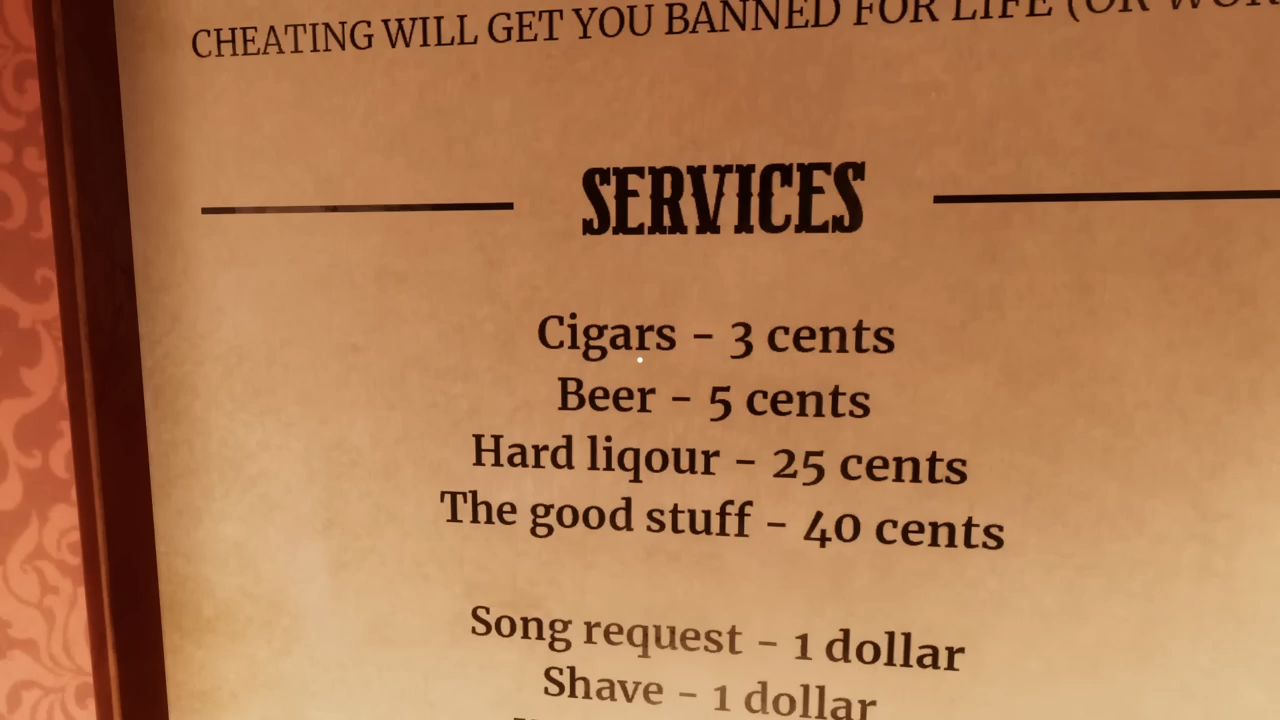 CHEATING WILL GET YOU BANNED FOR LIFE (OR
SERVICES
Cigars - 3 cents
Beer - 5 cents
Hard liqour - 25 cents
The good stuff - 40 cents
Song request - 1 dollar
Shave - 1 dollar